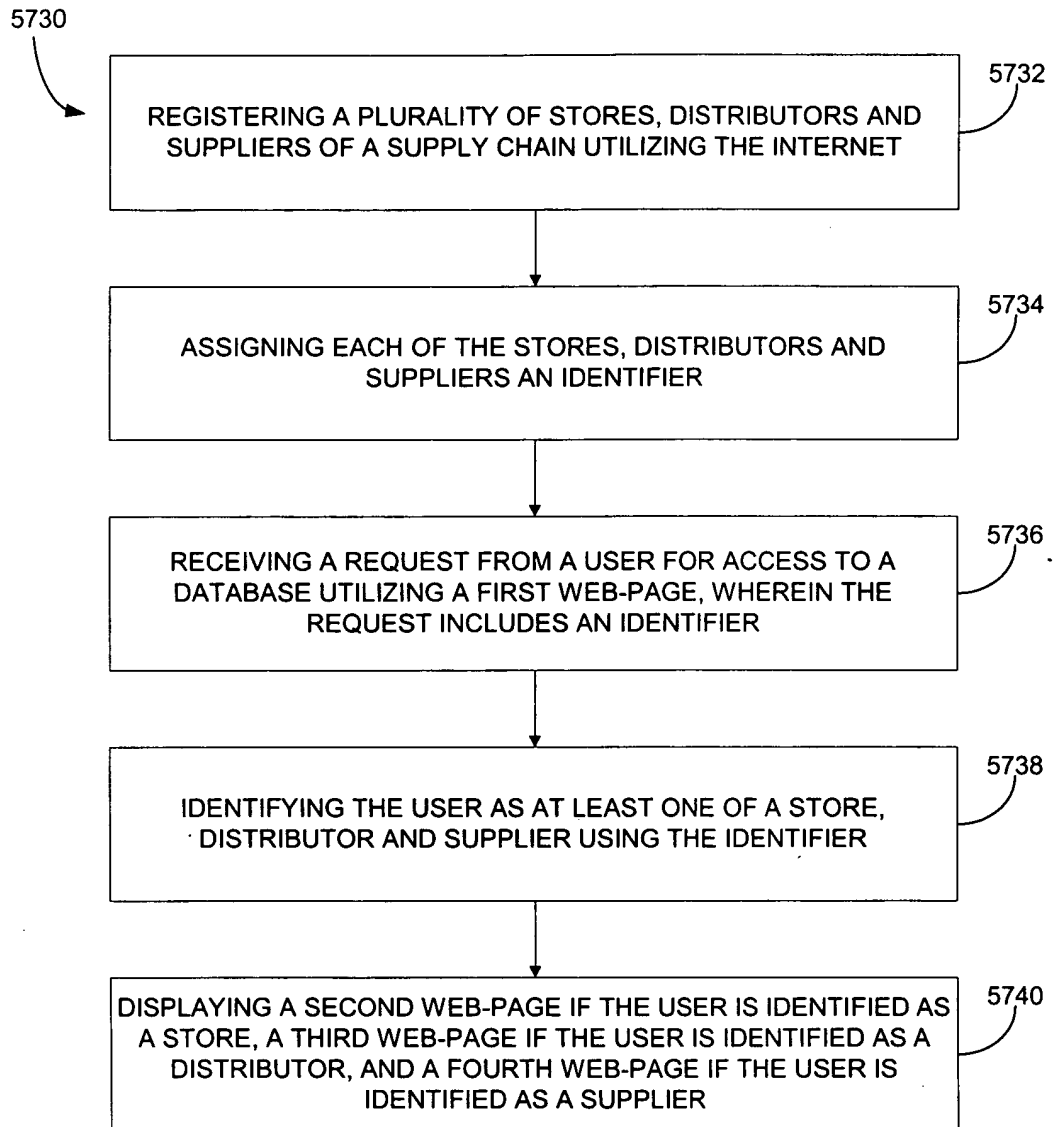 5730
5732
REGISTERING A PLURALITY OF STORES, DISTRIBUTORS AND
SUPPLIERS OF A SUPPLY CHAIN UTILIZING THE INTERNET
5734
ASSIGNING EACH OF THE STORES, DISTRIBUTORS AND
SUPPLIERS AN IDENTIFIER
5736
RECEIVING A REQUEST FROM A USER FOR ACCESS TO A
DATABASE UTILIZING A FIRST WEB-PAGE, WHEREIN THE
REQUEST INCLUDES AN IDENTIFIER
5738
IDENTIFYING THE USER AS AT LEAST ONE OF A STORE,
DISTRIBUTOR AND SUPPLIER USING THE IDENTIFIER
5740
DISPLAYING A SECOND WEB-PAGE IF THE USER IS IDENTIFIED AS
A STORE, A THIRD WEB-PAGE IF THE USER IS IDENTIFIED AS A
DISTRIBUTOR, AND A FOURTH WEB-PAGE IF THE USER IS
IDENTIFIED AS A SUPPLIER